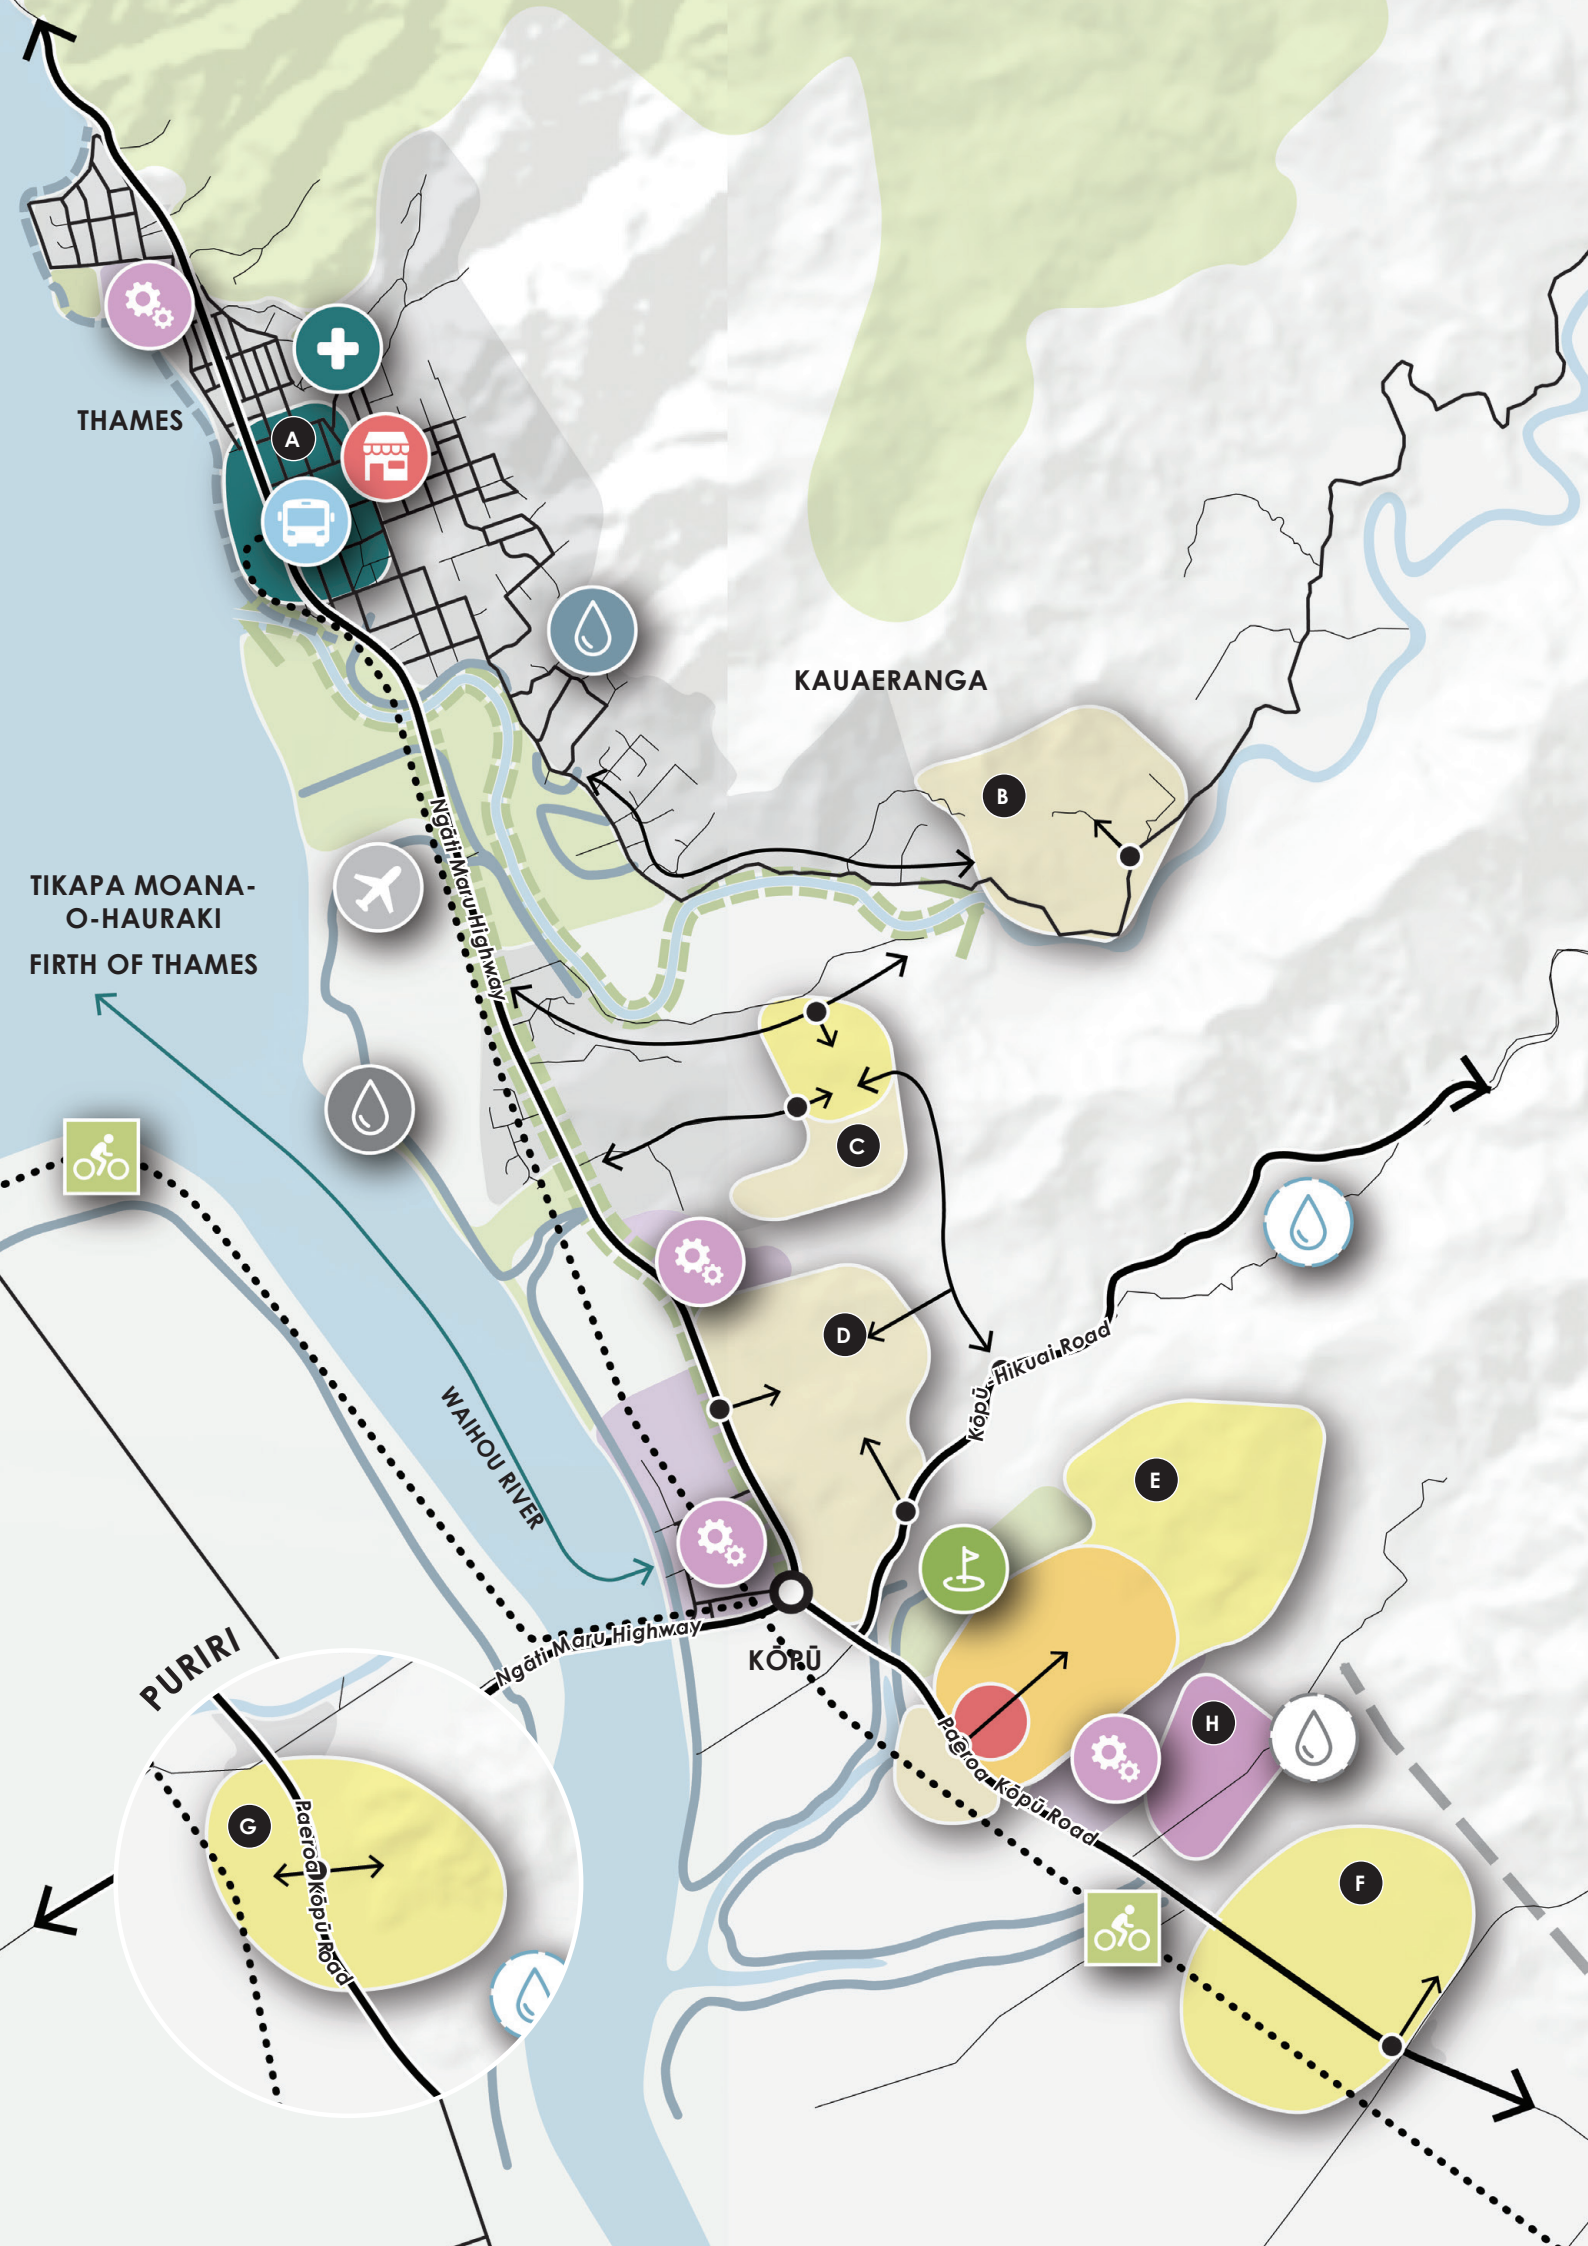 THAMES
A
KAUAERANGA
B
Ngāti Maru Highway
TIKAPA MOANA-
O-HAURAKI
FIRTH OF THAMES
C
D
Kōpū Hikuai Road
WAIHOU RIVER
E
Ngāti Maru Highway
KŌPŪ
PURIRI
H
Paeroa Kōpū Road
G
Paeroa Kōpū Road
F